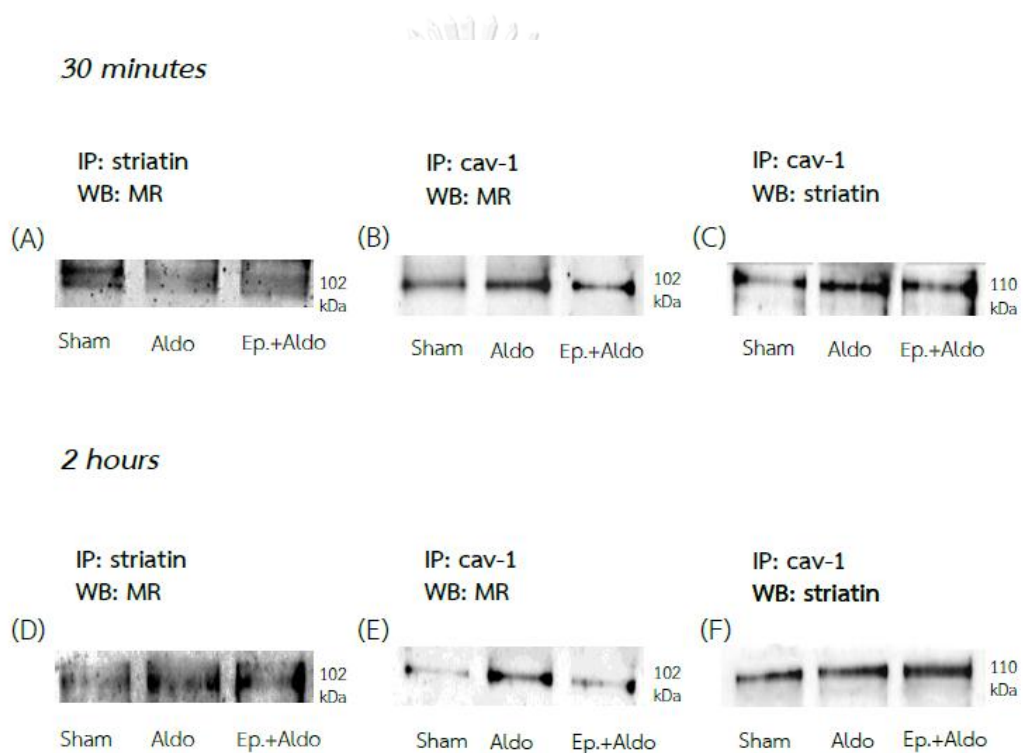 30 minutes
IP: striatin
WB: MR
IP: cav-1
WB: MR
IP: cav-1
WB: striatin
(A)
(B)
(C)
102
kDa
102
kDa
110
kDa
Sham Aldo Ep.+Aldo
Sham Aldo Ep.+Aldo
Sham Aldo Ep.+Aldo
2 hours
IP: striatin
WB: MR
IP: cav-1
WB: MR
IP: cav-1
WB: striatin
(D)
(E)
(F)
102
kDa
102
kDa
110
kDa
Sham Aldo Ep.+Aldo
Sham Aldo Ep.+Aldo
Sham Aldo Ep.+Aldo